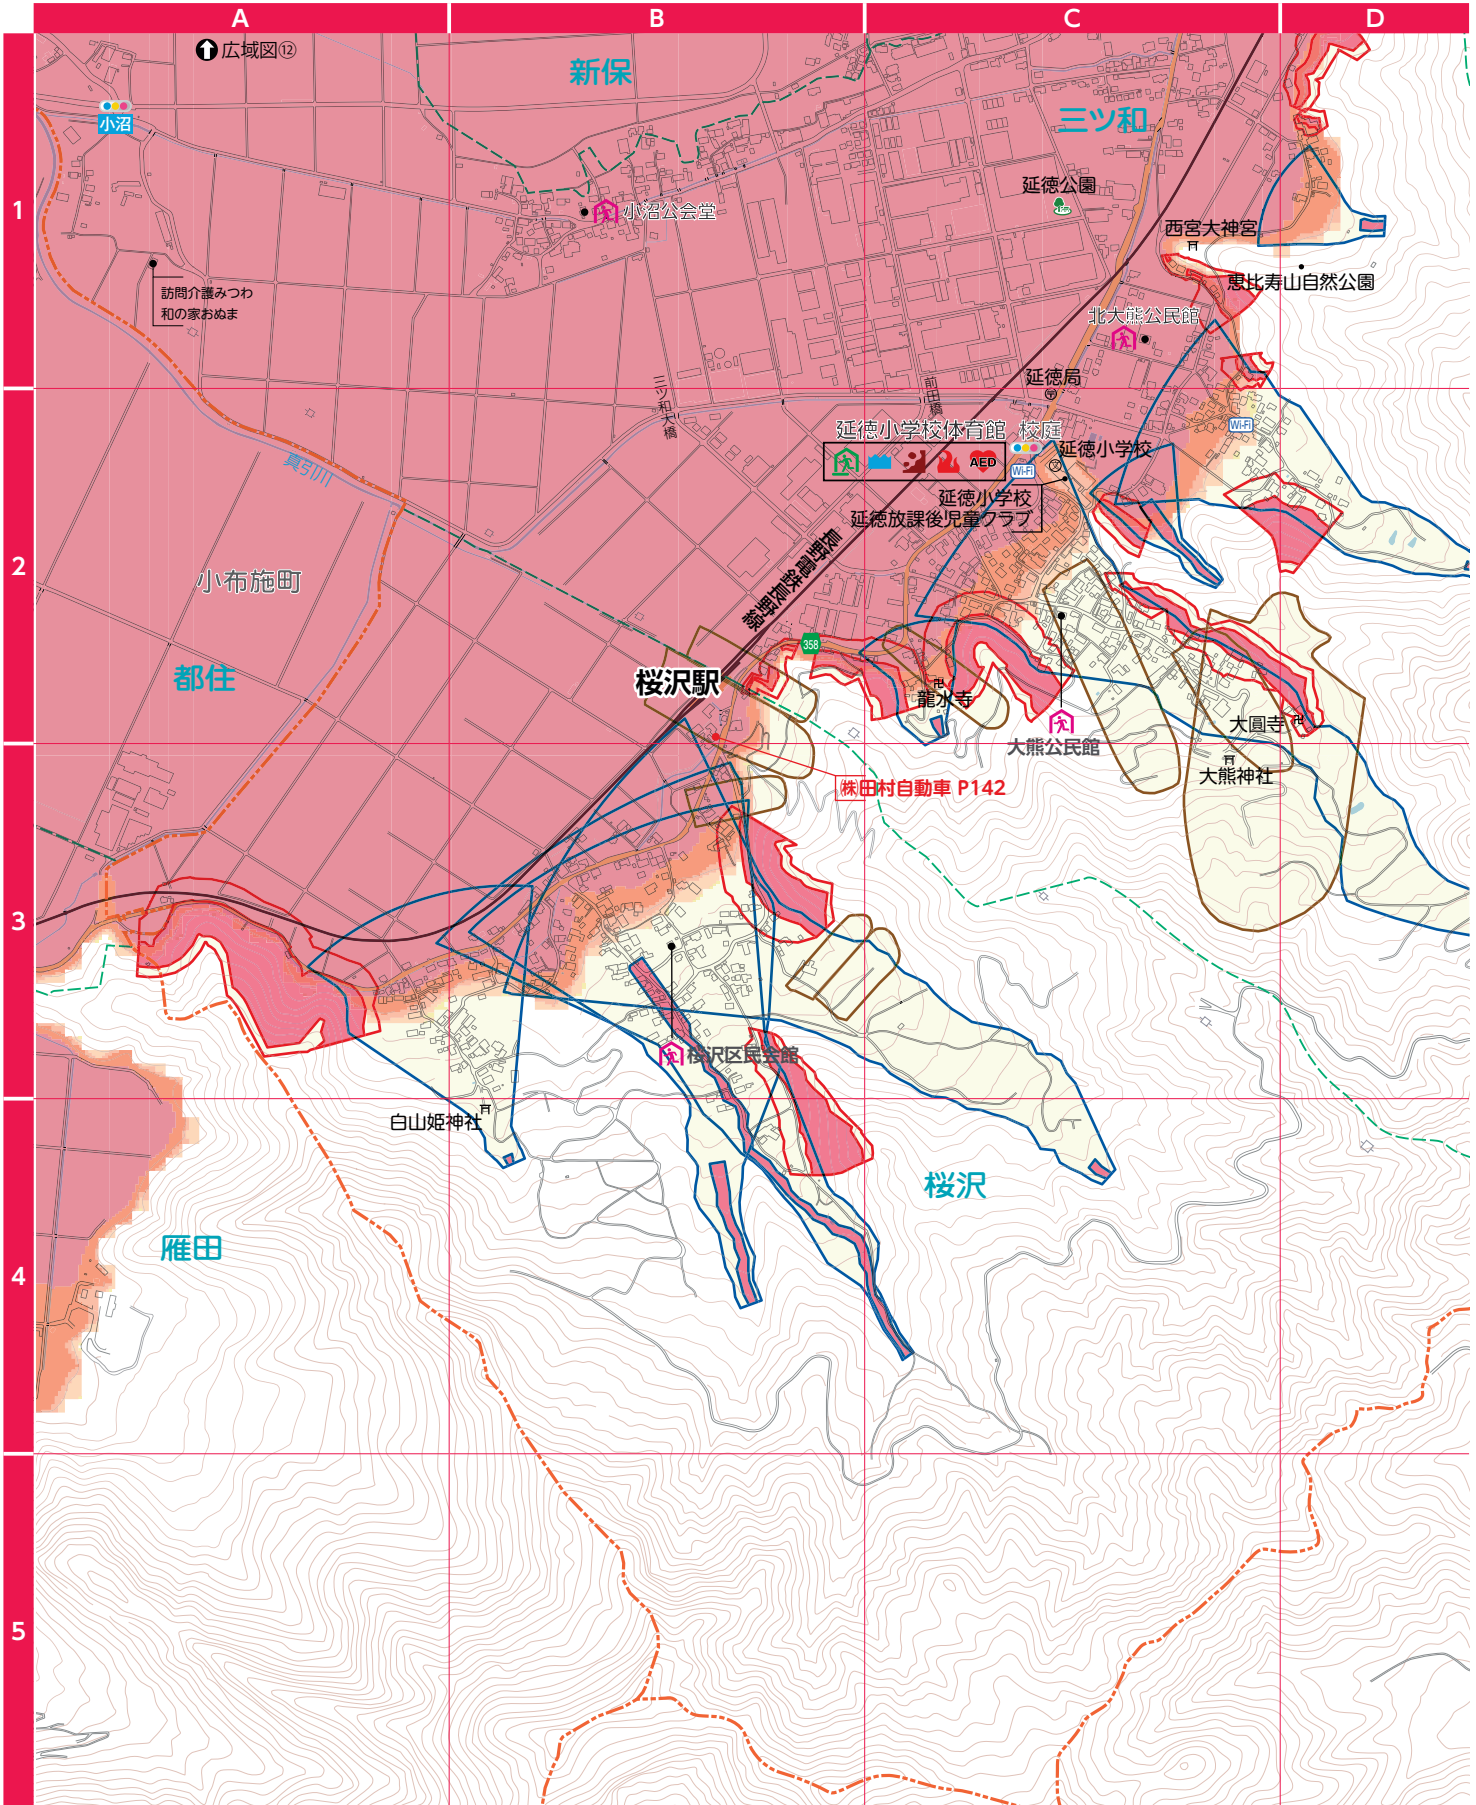 A
B
C
D
広域図⑫
新保
三ツ和
小沼
1
延徳公園
小沼公会堂
西宮大神宮
恵比寿山自然公園
訪問介護みつわ
和の家おぬま
北大熊公民館
延徳局
三ツ和大橋
前田橋
延徳小学校体育館
校庭
Wi-Fi
延徳小学校
AED
Wi-Fi
真引川
延徳小学校
延徳放課後児童クラブ
2
長野電鉄長野線
小布施町
358
都住
桜沢駅
龍水寺
大熊公民館
大圓寺
大熊神社
㈱田村自動車 P142
3
桜沢区民会館
白山姫神社
桜沢
雁田
4
5